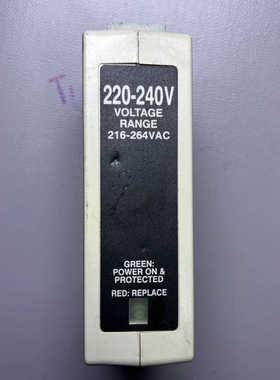 220-240V
VOLTAGE
RANGE
216-264VAC
GREEN:
POWER ON &
PROTECTED
RED: REPLACE